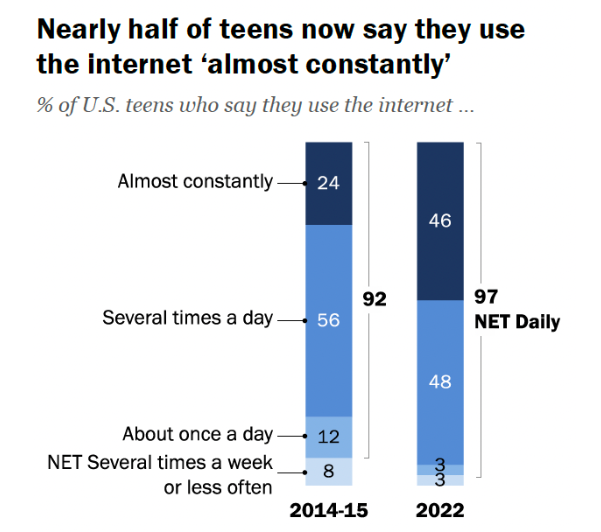 Nearly half of teens now say they use
the internet ‘almost constantly’
% of U.S. teens who say they use the internet ...
Almost constantly
24
46
92
97
NET Daily
Several times a day
56
48
About once a day
12
3
NET Several times a week
or less often
8
3
2014-15
2022